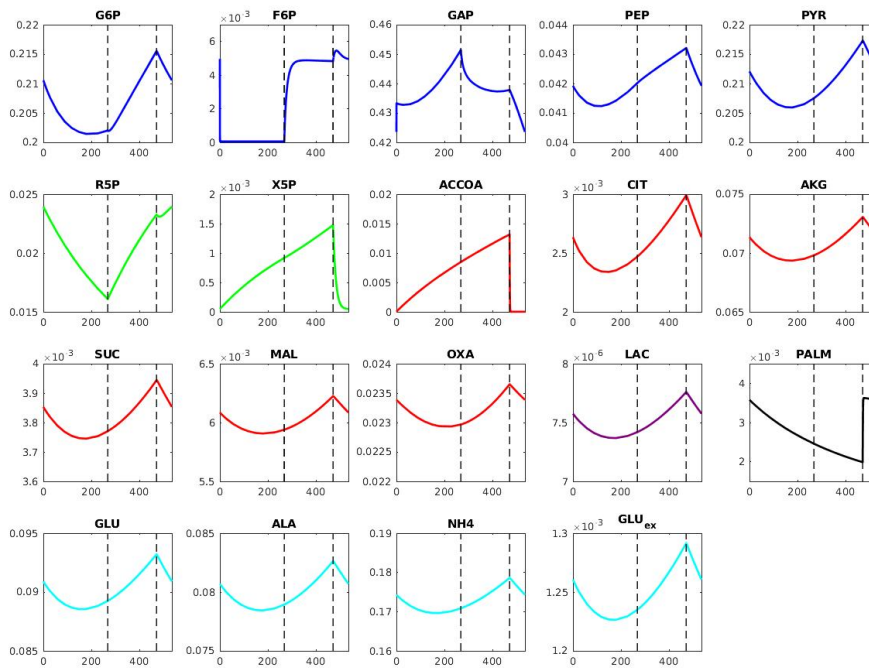 G6P F6P GAP PEP PYR
0.22 6 ×10⁻³ 0.46 0.044 0.22
0.215 0.45 0.043 0.215
0.21 4 0.44 0.042 0.21
0.205 2 0.43 0.041 0.205
0.2 0 0.42 0.04 0.2
0 200 400 0 200 400 0 200 400 0 200 400 0 200 400
R5P X5P ACCOA CIT AKG
0.025 2 ×10⁻³ 0.02 3 ×10⁻³ 0.075
0.02 1.5 0.015 2.5 0.07
1 0.01
0.5 0.005
0.015 0 0 2 0.065
0 200 400 0 200 400 0 200 400 0 200 400 0 200 400
SUC MAL OXA LAC PALM
4 ×10⁻³ 6.5 ×10⁻³ 0.024 8 ×10⁻⁶ ×10⁻³
3.9 0.0235 7.5 4
3.8 6 0.023 7 3
3.7 0.0225 6.5 2
3.6 5.5 0.022 6
0 200 400 0 200 400 0 200 400 0 200 400 0 200 400
GLU ALA NH4 GLU_ex
0.095 0.085 0.19 1.3 ×10⁻³
0.09 0.08 0.18 1.25
0.17
0.085 0.075 0.16 1.2
0 200 400 0 200 400 0 200 400 0 200 400